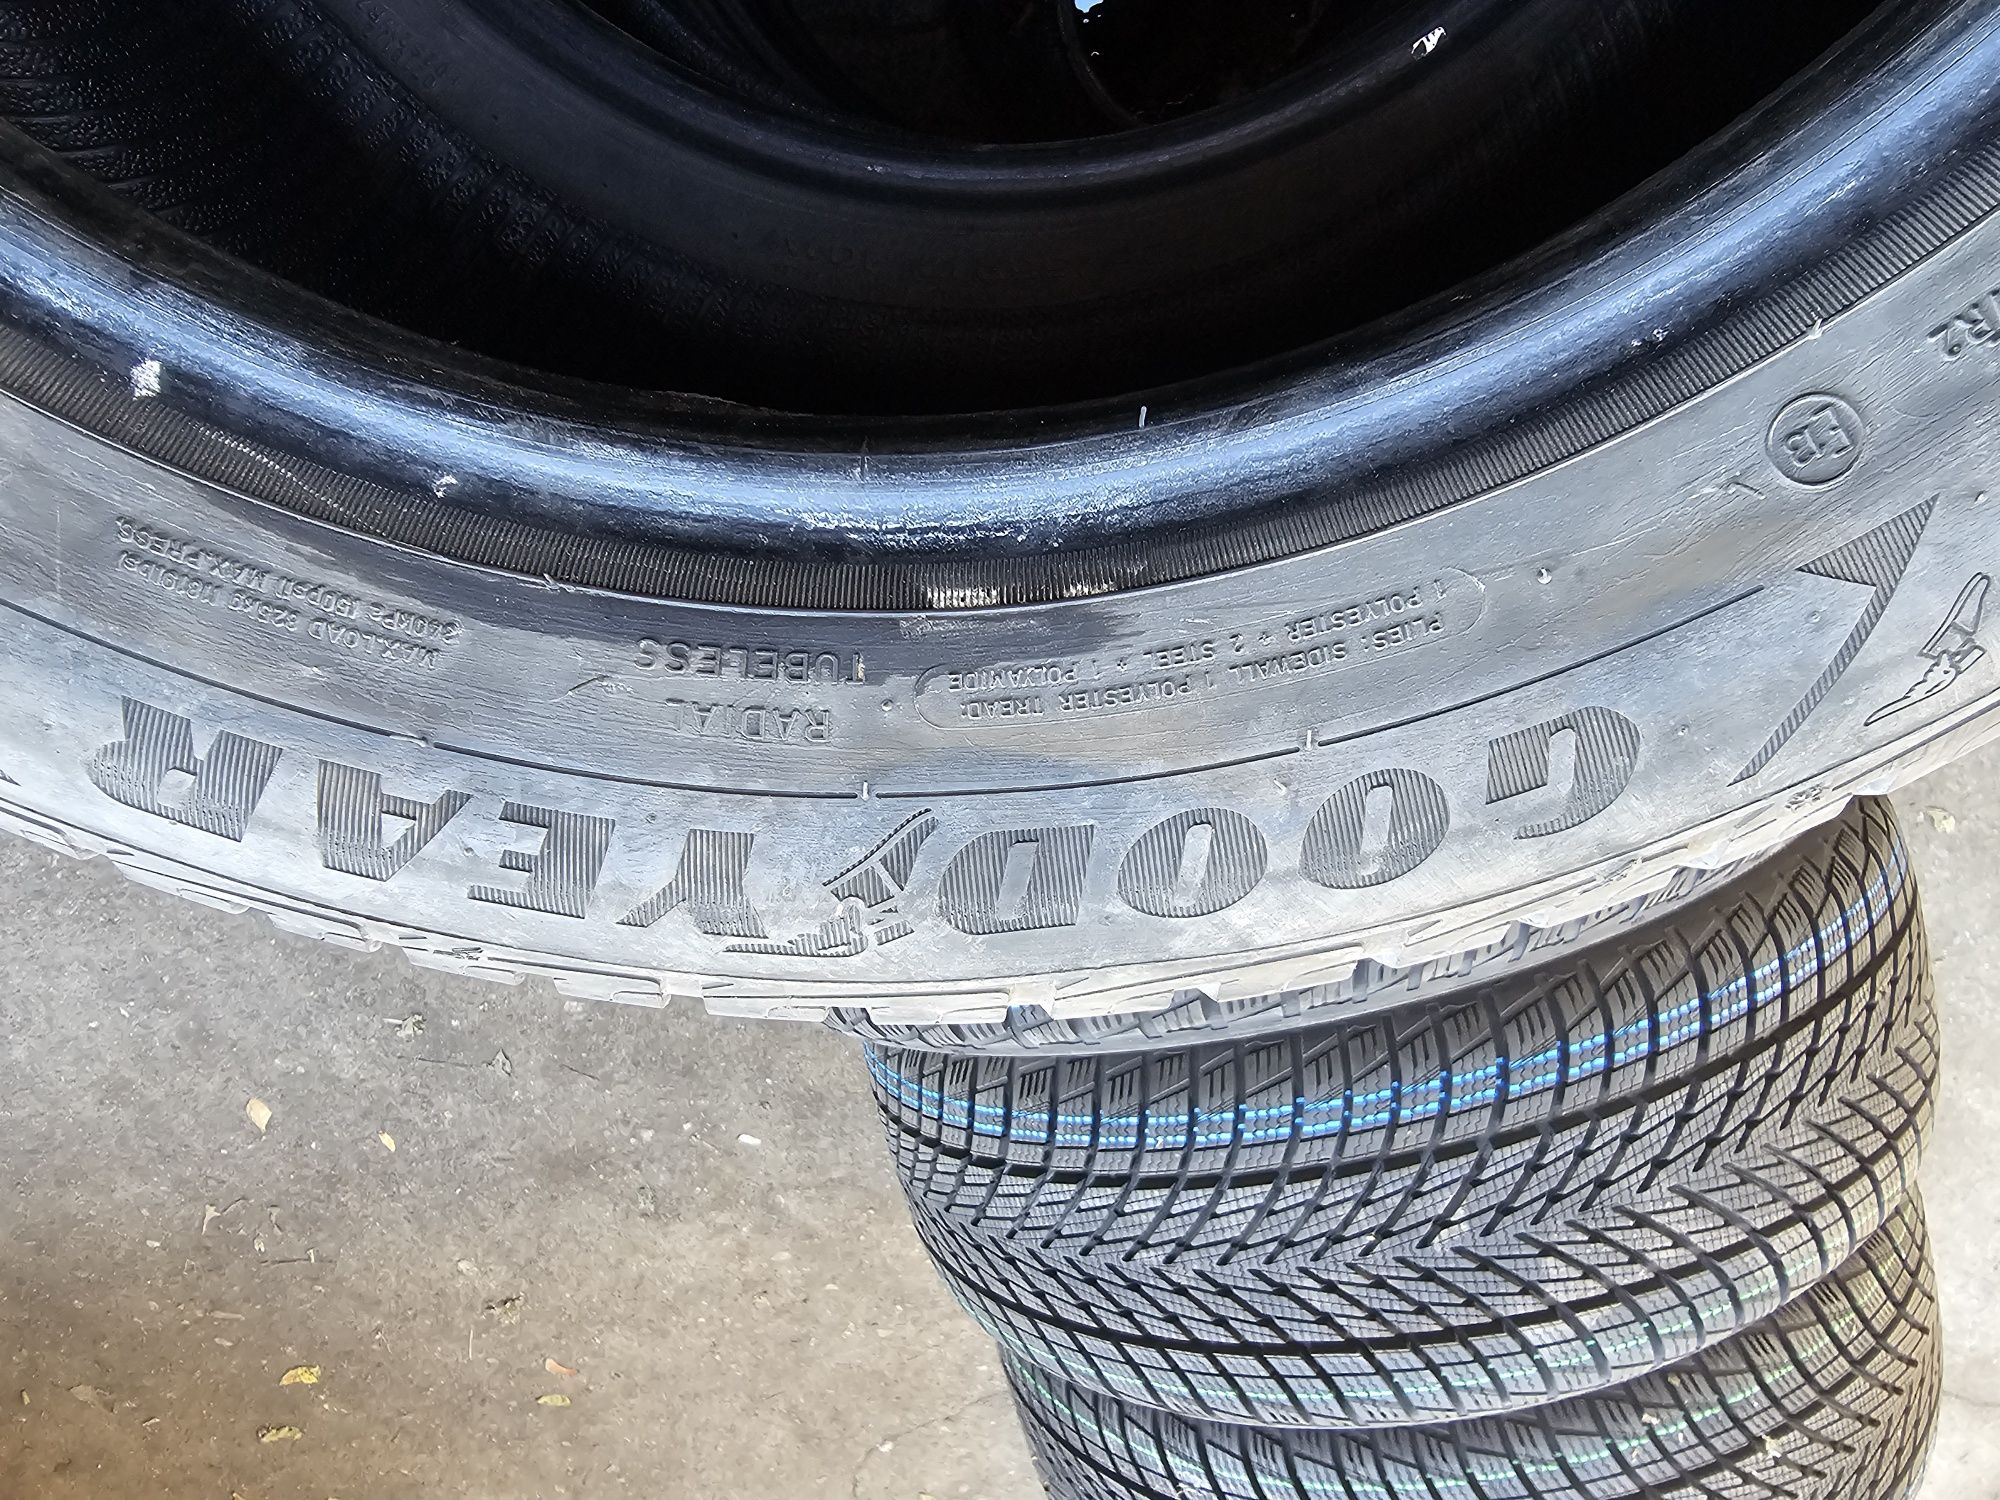 GOODYEAR
PLIES: SIDEWALL 1 POLYESTER TREAD:
1 POLYESTER + 2 STEEL + 1 POLYAMIDE
RADIAL
TUBELESS
MAX.LOAD 825kg (1819lbs)
340kPa (50psi) MAX.PRESS.